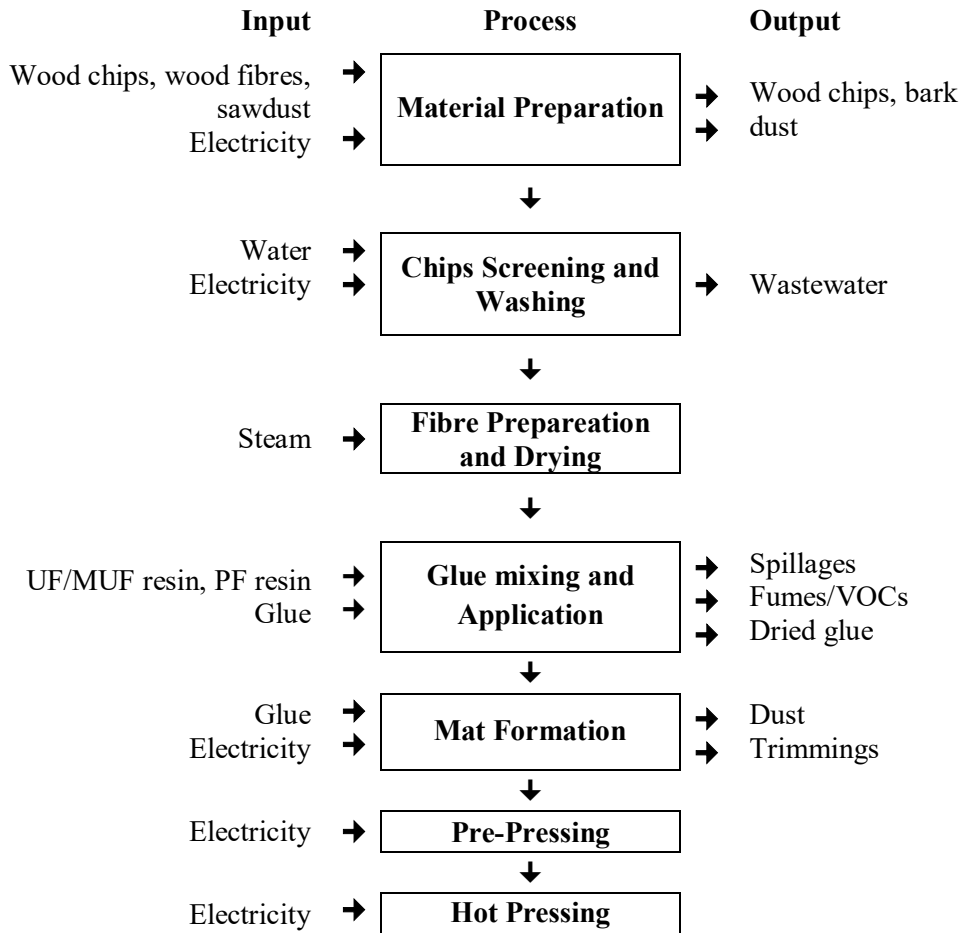 Input Process Output
Wood chips, wood fibres,
sawdust
Electricity
Material Preparation
Wood chips, bark
dust
Water
Electricity
Chips Screening and
Washing
Wastewater
Steam
Fibre Prepareation
and Drying
UF/MUF resin, PF resin
Glue
Glue mixing and
Application
Spillages
Fumes/VOCs
Dried glue
Glue
Electricity
Mat Formation
Dust
Trimmings
Electricity
Pre-Pressing
Electricity
Hot Pressing